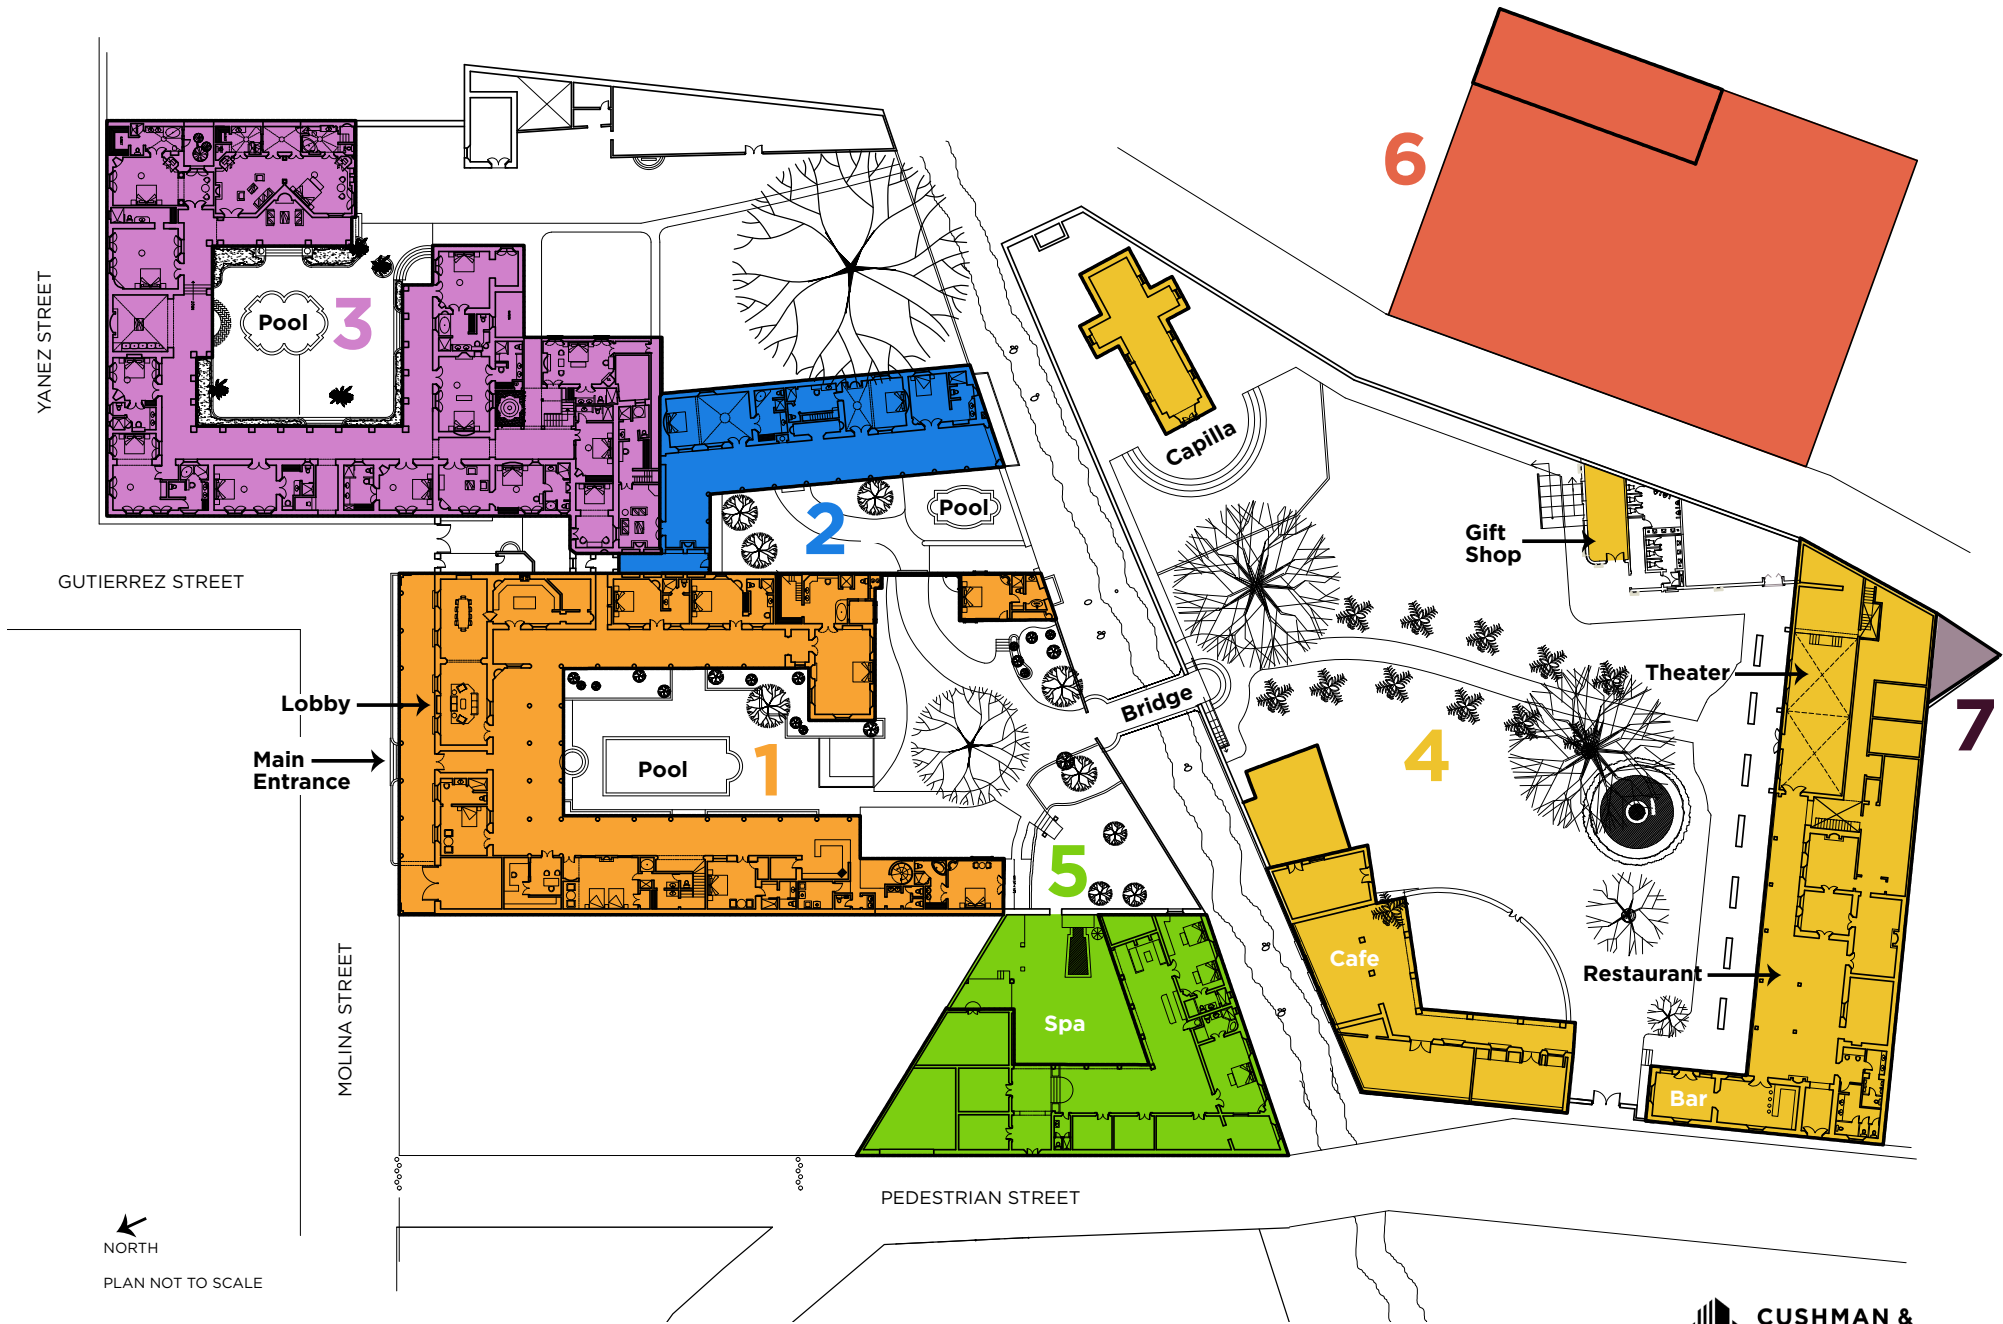 6
YANEZ STREET
Pool
3
Capilla
Pool
2
Gift
Shop
GUTIERREZ STREET
Theater
Lobby
Bridge
7
Main
Entrance
Pool
1
4
5
Cafe
Restaurant
MOLINA STREET
Spa
Bar
PEDESTRIAN STREET
NORTH
PLAN NOT TO SCALE
CUSHMAN &